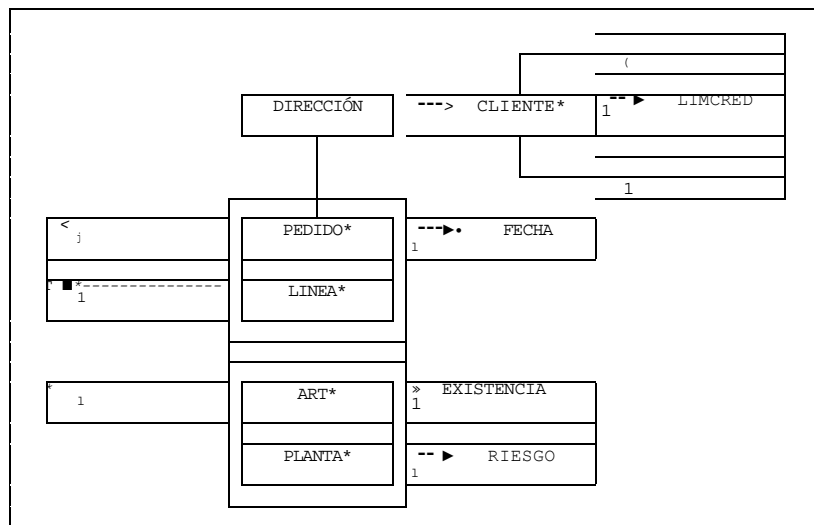 (
DIRECCIÓN ---> CLIENTE* -- ► LIMCRED
1
1
< PEDIDO* ---►• FECHA
j 1
■*---------------- LINEA*
1
* ART* » EXISTENCIA
1 1
PLANTA* -- ► RIESGO
1